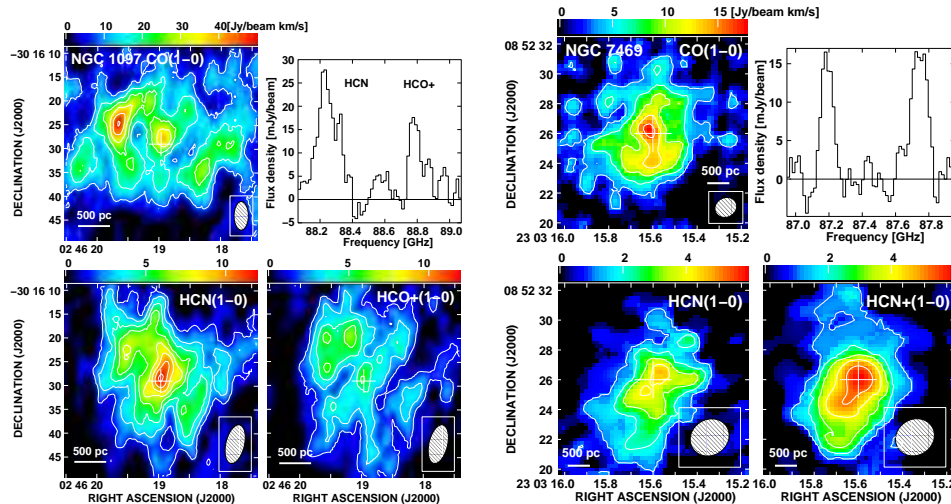 0 20 40 [Jy/beam km/s]
NGC 1097 CO(1−0)
−30 16 10
15
20
25
30
35
40
45
DECLINATION (J2000)
500 pc
02 46 20 19 18
30
25
20
15
10
5
0
−5
Flux density [mJy/beam]
HCN HCO+
88.2 88.4 88.6 88.8 89.0
Frequency [GHz]
0 5 10
HCN(1−0)
−30 16 10
15
20
25
30
35
40
45
50
DECLINATION (J2000)
500 pc
02 46 20 19 18
RIGHT ASCENSION (J2000)
0 5 10
HCO+(1−0)
500 pc
20 19 18
RIGHT ASCENSION (J2000)
0 5 10 15 [Jy/beam km/s]
NGC 7469 CO(1−0)
08 52 32
30
28
26
24
22
20
DECLINATION (J2000)
500 pc
23 03 16.0 15.8 15.6 15.4 15.2
15
10
5
0
Flux density [mJy/beam]
87.0 87.2 87.4 87.6 87.8
Frequency [GHz]
0 2 4
HCN(1−0)
08 52 32
30
28
26
24
22
20
DECLINATION (J2000)
500 pc
23 03 16.0 15.8 15.6 15.4 15.2
RIGHT ASCENSION (J2000)
0 2 4
HCN+(1−0)
500 pc
16.0 15.8 15.6 15.4 15.2
RIGHT ASCENSION (J2000)